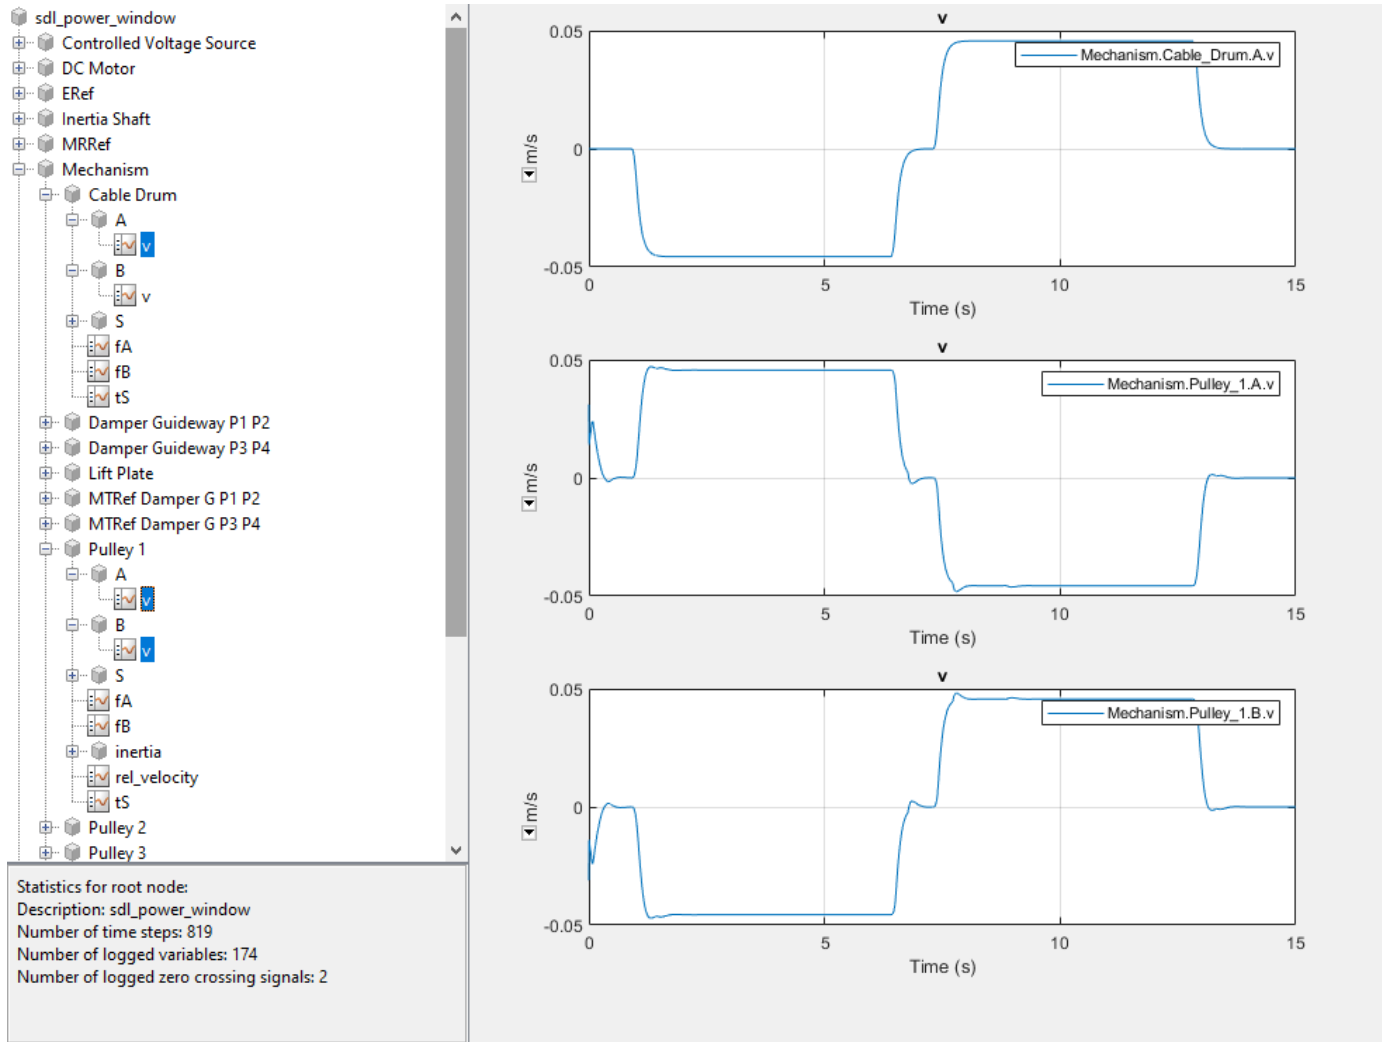 sdl_power_window
Controlled Voltage Source
DC Motor
ERef
Inertia Shaft
MRRef
Mechanism
Cable Drum
A
v
B
v
S
fA
fB
tS
Damper Guideway P1 P2
Damper Guideway P3 P4
Lift Plate
MTRef Damper G P1 P2
MTRef Damper G P3 P4
Pulley 1
A
v
B
v
S
fA
fB
inertia
rel_velocity
tS
Pulley 2
Pulley 3
Statistics for root node:
Description: sdl_power_window
Number of time steps: 819
Number of logged variables: 174
Number of logged zero crossing signals: 2
v
0.05
Mechanism.Cable_Drum.A.v
m/s
0
-0.05
0 5 10 15
Time (s)
v
0.05
Mechanism.Pulley_1.A.v
m/s
0
-0.05
0 5 10 15
Time (s)
v
0.05
Mechanism.Pulley_1.B.v
m/s
0
-0.05
0 5 10 15
Time (s)